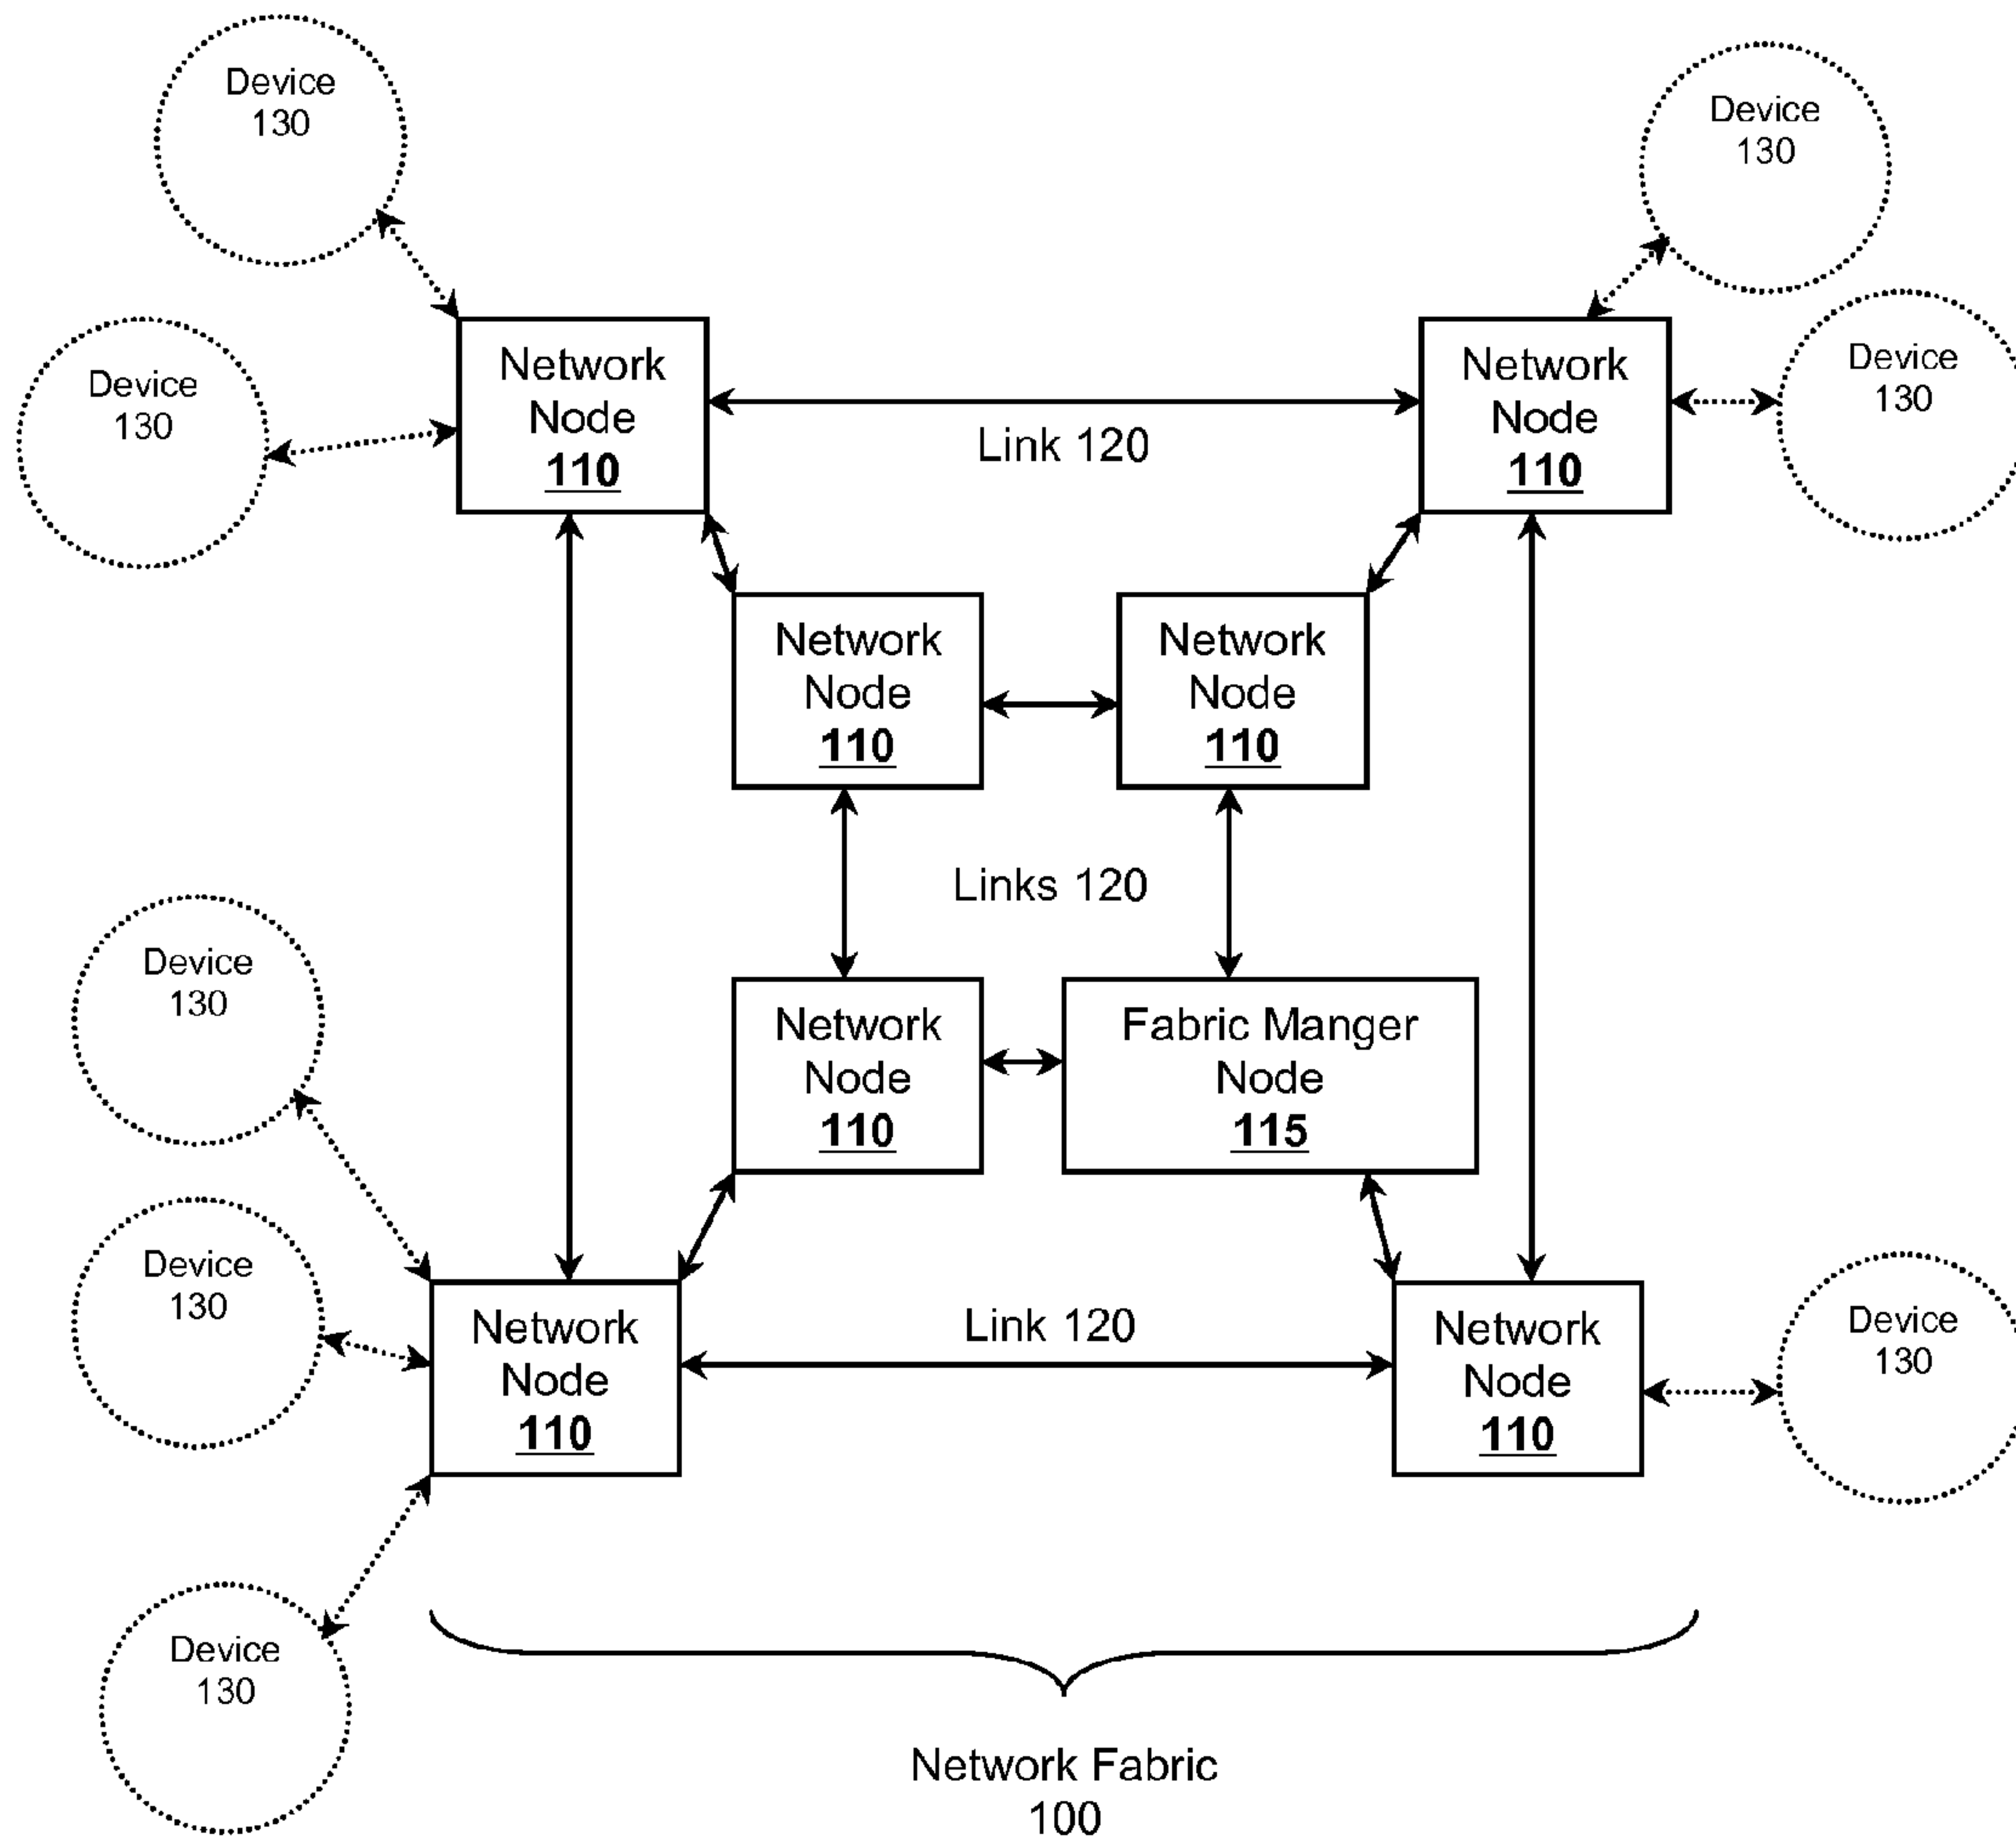 Device
130
Device
130
Network
Node
110
Network
Node
110
Device
130
Device
130
Link 120
Network
Node
110
Network
Node
110
Links 120
Device
130
Network
Node
110
Fabric Manger
Node
115
Device
130
Network
Node
110
Link 120
Network
Node
110
Device
130
Device
130
Network Fabric
100